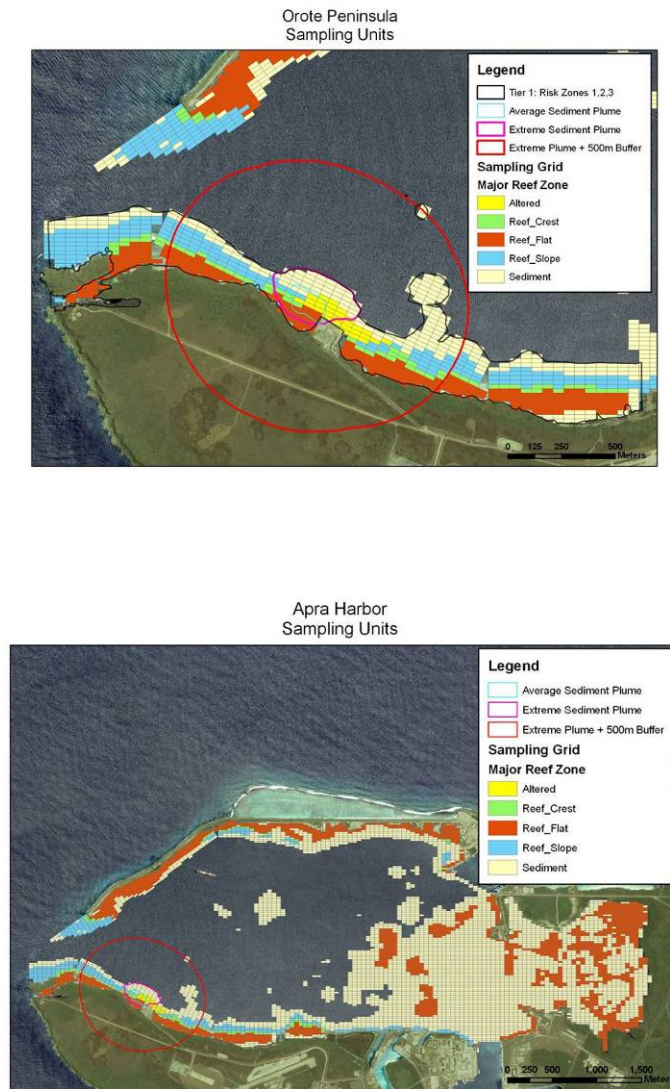 Orote Peninsula
Sampling Units
Legend
Tier 1: Risk Zones 1,2,3
Average Sediment Plume
Extreme Sediment Plume
Extreme Plume + 500m Buffer
Sampling Grid
Major Reef Zone
Altered
Reef_Crest
Reef_Flat
Reef_Slope
Sediment
0 125 250 500
Meters
Apra Harbor
Sampling Units
Legend
Average Sediment Plume
Extreme Sediment Plume
Extreme Plume + 500m Buffer
Sampling Grid
Major Reef Zone
Altered
Reef_Crest
Reef_Flat
Reef_Slope
Sediment
0 250 500 1,000 1,500